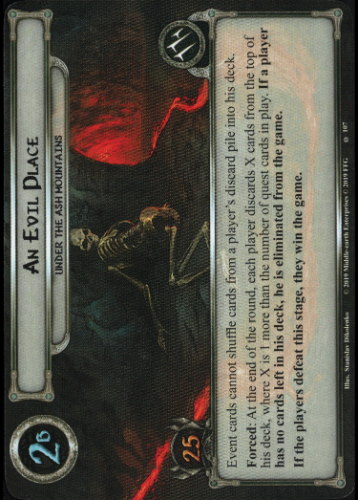 2B
AN EVIL PLACE
UNDER THE ASH MOUNTAINS
25
Event cards cannot shuffle cards from a player's discard pile into his deck.
Forced: At the end of the round, each player discards X cards from the top of
his deck, where X is 1 more than the number of quest cards in play. If a player
has no cards left in his deck, he is eliminated from the game.
If the players defeat this stage, they win the game.
Illus. Stanislav Dikolenko © 2019 Middle-earth Enterprises © 2019 FFG 107